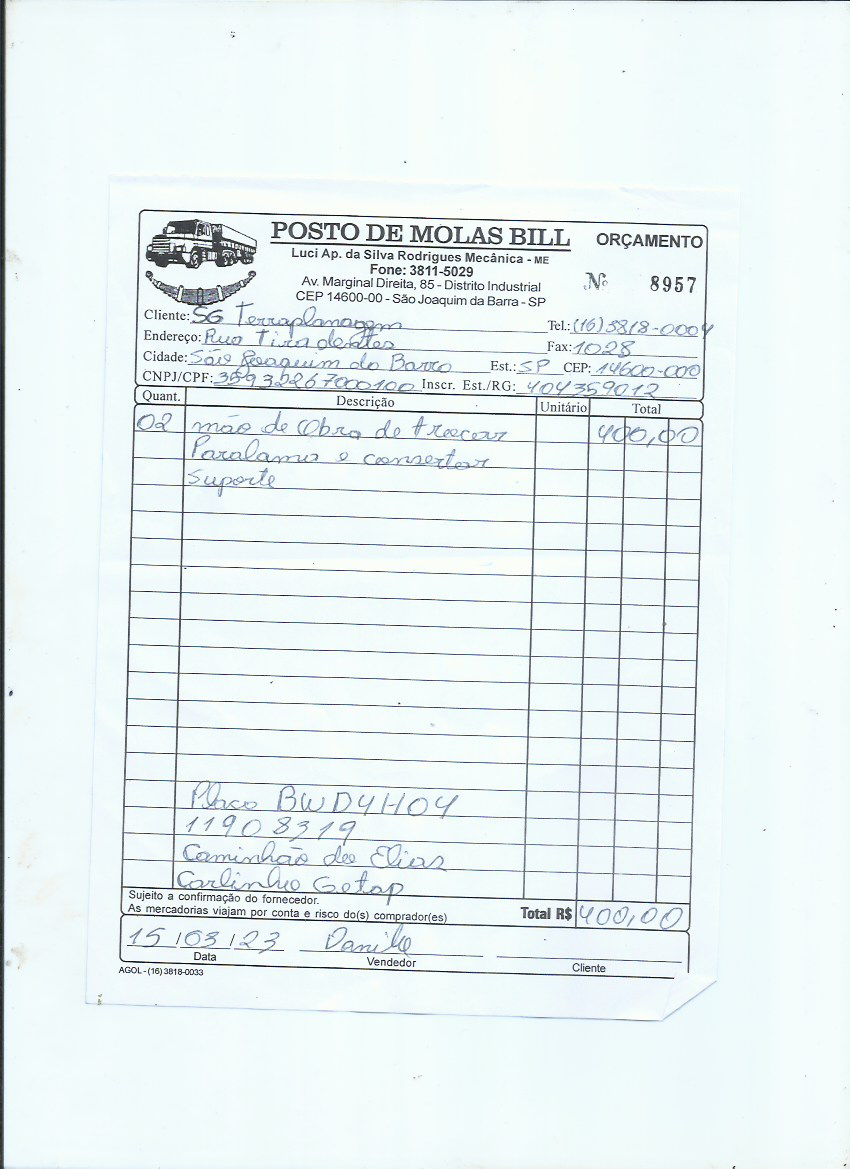 POSTO DE MOLAS BILL ORÇAMENTO
Luci Ap. da Silva Rodrigues Mecânica - ME
Fone: 3811-5029
Av. Marginal Direita, 85 - Distrito Industrial
CEP 14600-00 - São Joaquim da Barra - SP
Nº 8957
Cliente: SG Terraplanagem Tel.: (16) 3818-0004
Endereço: Rua Tiradentes Fax: 1028
Cidade: São Joaquim da Barra Est.: SP CEP: 14600-000
CNPJ/CPF: 35932267000100 Inscr. Est./RG: 404359012
Quant. Descrição Unitário Total
02 mão de Obra de trocar 400,00
Paralamas e consertar
Suporte
Placa BWD4H04
11908319
Caminhão do Elias
Carlinho Getap
Sujeito a confirmação do fornecedor.
As mercadorias viajam por conta e risco do(s) comprador(es) Total R$ 400,00
15/03/23 Danilo
Data Vendedor Cliente
AGOL - (16) 3818-0033